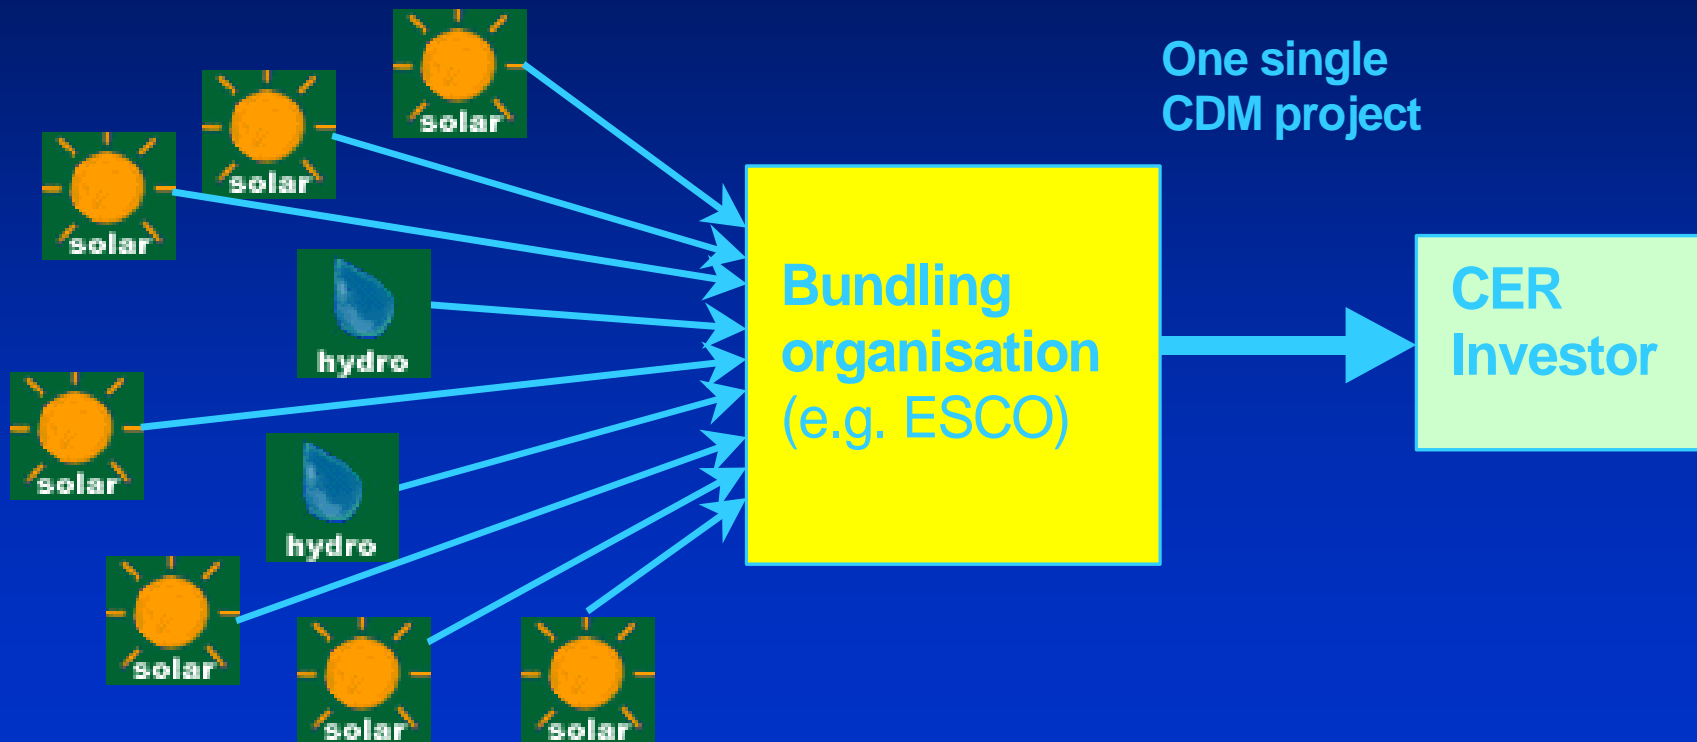 solar
One single
CDM project
solar
solar
hydro
Bundling
organisation
(e.g. ESCO)
CER
Investor
solar
hydro
solar
solar
solar